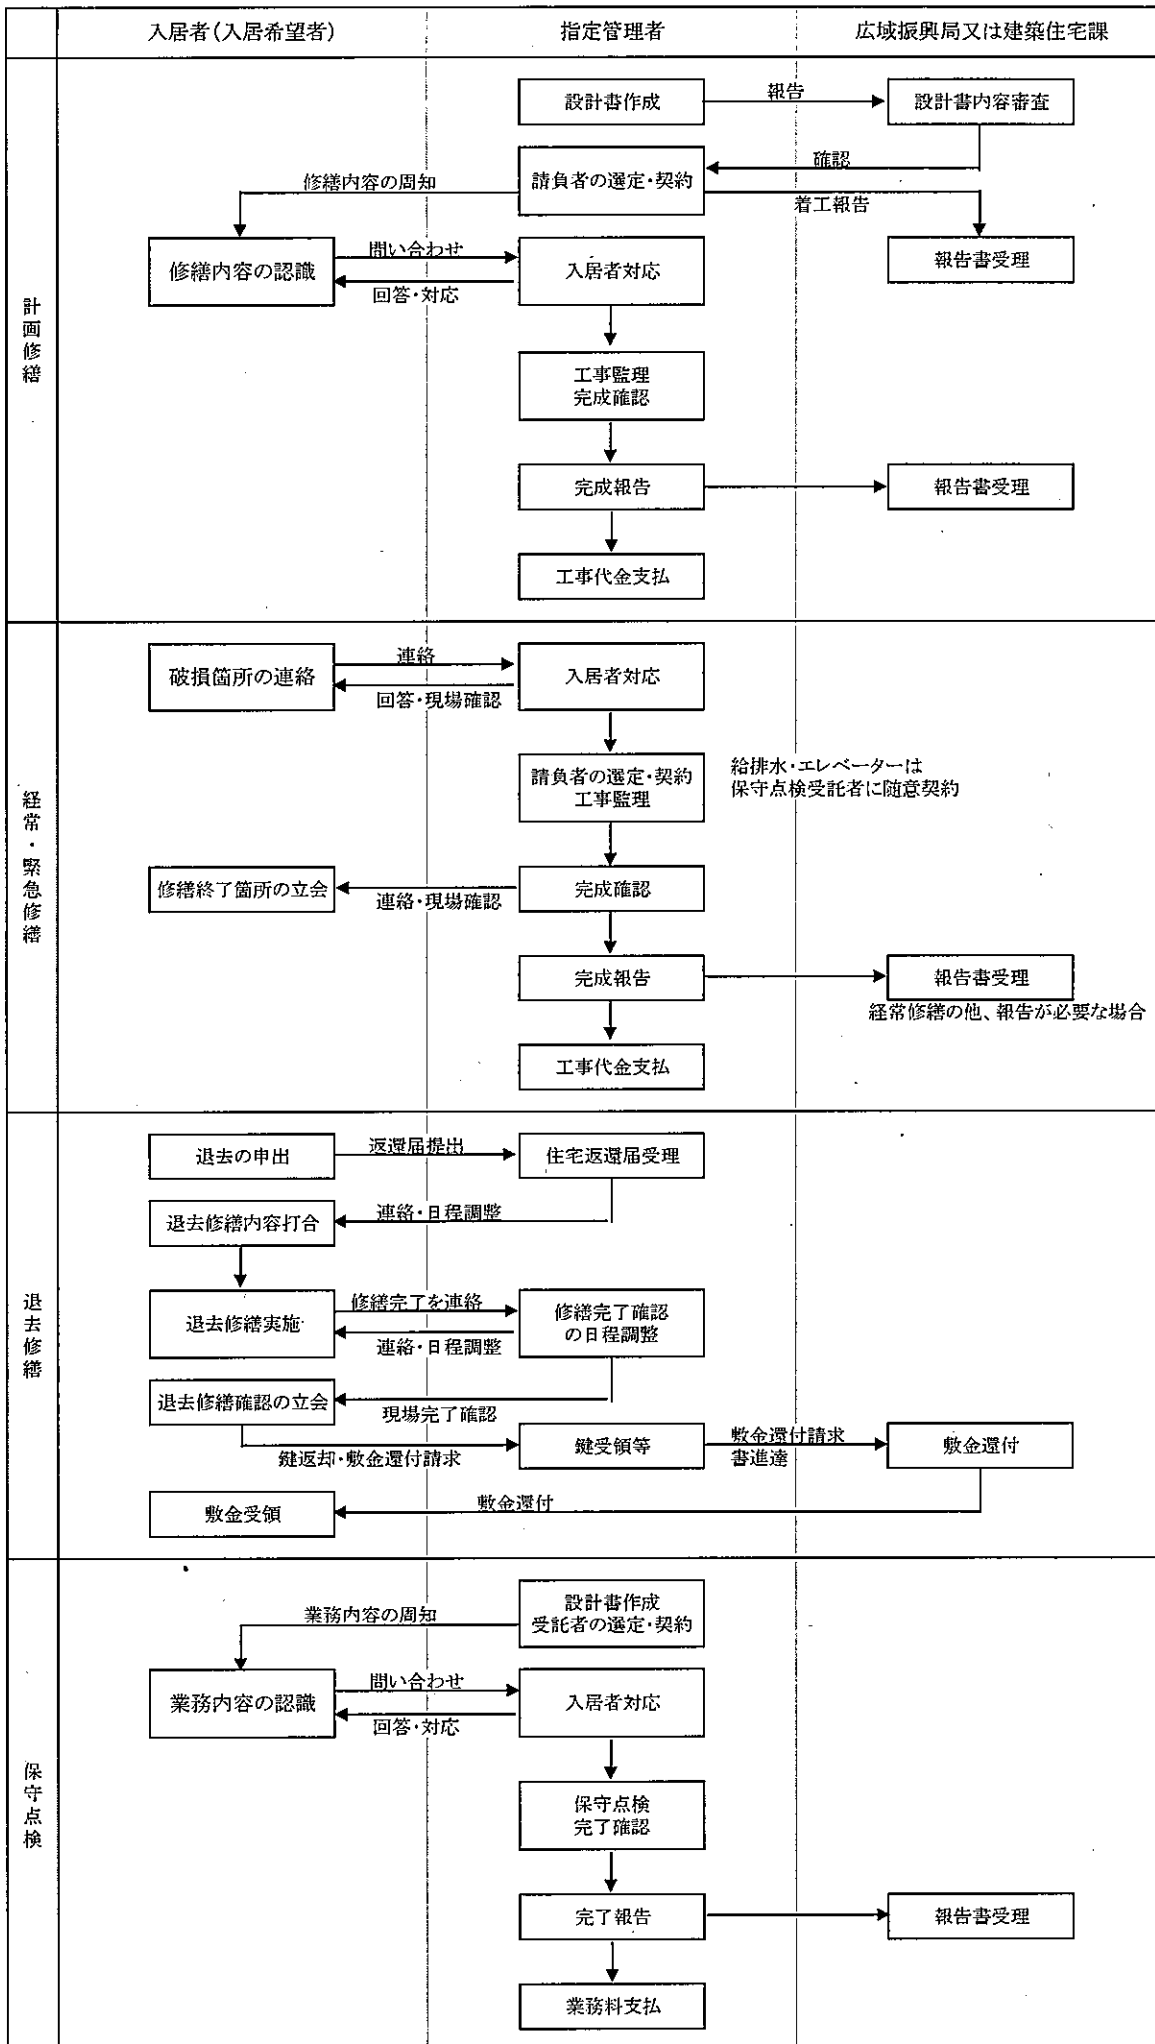 入居者(入居希望者)
指定管理者
広域振興局又は建築住宅課
計画修繕
設計書作成
報告
設計書内容審査
確認
請負者の選定・契約
修繕内容の周知
着工報告
修繕内容の認識
問い合わせ
回答・対応
入居者対応
報告書受理
工事監理
完成確認
完成報告
報告書受理
工事代金支払
経常・緊急修繕
破損箇所の連絡
連絡
回答・現場確認
入居者対応
請負者の選定・契約
工事監理
給排水・エレベーターは
保守点検受託者に随意契約
修繕終了箇所の立会
連絡・現場確認
完成確認
完成報告
報告書受理
経常修繕の他、報告が必要な場合
工事代金支払
退去修繕
退去の申出
返還届提出
住宅返還届受理
退去修繕内容打合
連絡・日程調整
退去修繕実施
修繕完了を連絡
連絡・日程調整
修繕完了確認
の日程調整
退去修繕確認の立会
現場完了確認
鍵返却・敷金還付請求
鍵受領等
敷金還付請求
書進達
敷金還付
敷金受領
敷金還付
保守点検
設計書作成
受託者の選定・契約
業務内容の周知
業務内容の認識
問い合わせ
回答・対応
入居者対応
保守点検
完了確認
完了報告
報告書受理
業務料支払